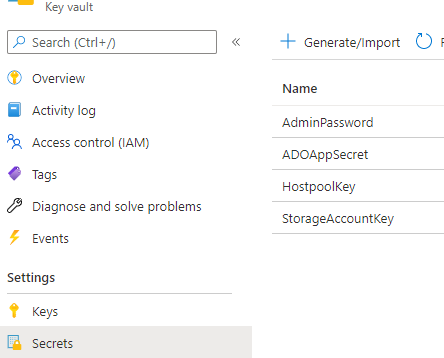 Key vault
Search (Ctrl+/)
«
Overview
Activity log
Access control (IAM)
Tags
Diagnose and solve problems
Events
Settings
Keys
Secrets
+ Generate/Import
Name
AdminPassword
ADOAppSecret
HostpoolKey
StorageAccountKey